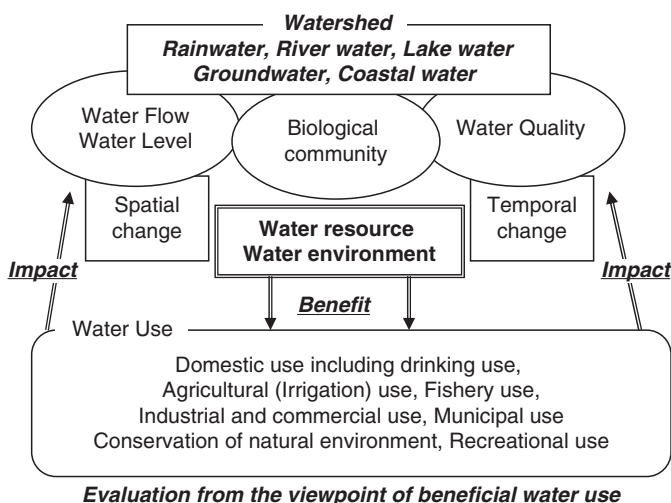 Watershed
Rainwater, River water, Lake water
Groundwater, Coastal water
Water Flow
Water Level
Biological
community
Water Quality
Spatial
change
Water resource
Water environment
Temporal
change
Impact
Benefit
Impact
Water Use
Domestic use including drinking use,
Agricultural (Irrigation) use, Fishery use,
Industrial and commercial use, Municipal use
Conservation of natural environment, Recreational use
Evaluation from the viewpoint of beneficial water use